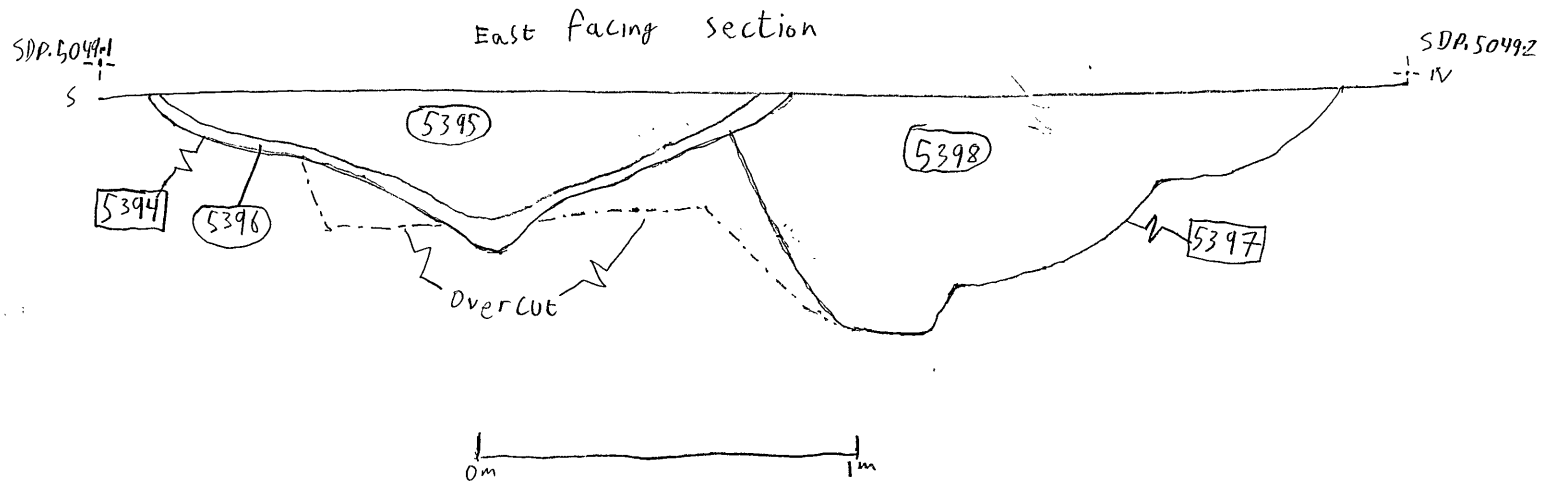 East facing section
SDP.5049.1
SDP.5049.2
S
N
5395
5398
5394
5396
5397
Overcut
0m
1m